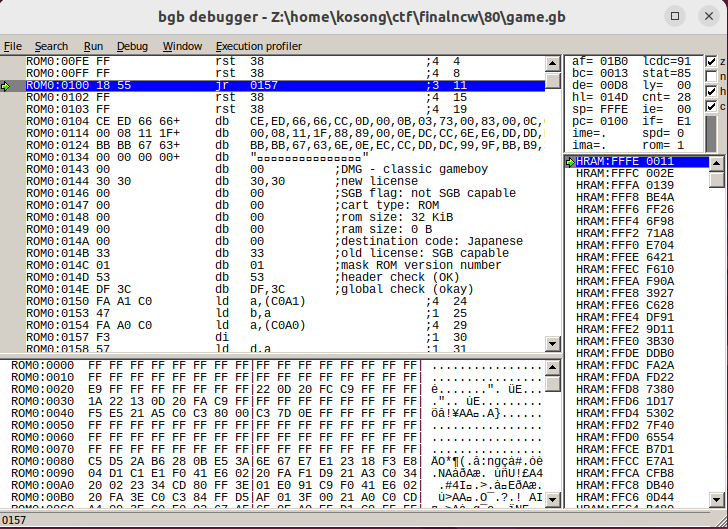 bgb debugger - Z:\home\kosong\ctf\finalncw\80\game.gb
File Search Run Debug Window Execution profiler
ROM0:00FE FF rst 38 ;4 4
ROM0:00FF FF rst 38 ;4 8
ROM0:0100 18 55 jr 0157 ;3 11
ROM0:0102 FF rst 38 ;4 15
ROM0:0103 FF rst 38 ;4 19
ROM0:0104 CE ED 66 66+ db CE,ED,66,66,CC,0D,00,0B,03,73,00,83,00,0C,
ROM0:0114 00 08 11 1F+ db 00,08,11,1F,88,89,00,0E,DC,CC,6E,E6,DD,DD,
ROM0:0124 BB BB 67 63+ db BB,BB,67,63,6E,0E,EC,CC,DD,DC,99,9F,BB,B9,
ROM0:0134 00 00 00 00+ db "¤¤¤¤¤¤¤¤¤¤¤¤¤¤¤"
ROM0:0143 00 db 00 ;DMG - classic gameboy
ROM0:0144 30 30 db 30,30 ;new license
ROM0:0146 00 db 00 ;SGB flag: not SGB capable
ROM0:0147 00 db 00 ;cart type: ROM
ROM0:0148 00 db 00 ;rom size: 32 KiB
ROM0:0149 00 db 00 ;ram size: 0 B
ROM0:014A 00 db 00 ;destination code: Japanese
ROM0:014B 33 db 33 ;old license: SGB capable
ROM0:014C 01 db 01 ;mask ROM version number
ROM0:014D 53 db 53 ;header check (OK)
ROM0:014E DF 3C db DF,3C ;global check (okay)
ROM0:0150 FA A1 C0 ld a,(C0A1) ;4 24
ROM0:0153 47 ld b,a ;1 25
ROM0:0154 FA A0 C0 ld a,(C0A0) ;4 29
ROM0:0157 F3 di ;1 30
ROM0:0158 57 ld d,a ;1 31
af= 01B0 lcdc=91 z
bc= 0013 stat=85 n
de= 00D8 ly= 00 h
hl= 014D cnt= 28 c
sp= FFFE ie= 00
pc= 0100 if= E1
ime=. spd= 0
ima=. rom= 1
HRAM:FFFE 0011
HRAM:FFFC 002E
HRAM:FFFA 0139
HRAM:FFF8 BE4A
HRAM:FFF6 FF26
HRAM:FFF4 6F98
HRAM:FFF2 71A8
HRAM:FFF0 E704
HRAM:FFEE 6421
HRAM:FFEC F610
HRAM:FFEA F90A
HRAM:FFE8 3927
HRAM:FFE6 C628
HRAM:FFE4 DF91
HRAM:FFE2 9D11
HRAM:FFE0 3B30
HRAM:FFDE DDB0
HRAM:FFDC FA2A
HRAM:FFDA FD22
HRAM:FFD8 7380
HRAM:FFD6 1D17
HRAM:FFD4 5302
HRAM:FFD2 7F40
HRAM:FFD0 6554
HRAM:FFCE B7D1
HRAM:FFCC E7A1
HRAM:FFCA CFB8
HRAM:FFC8 DB40
HRAM:FFC6 0D44
ROM0:0000 FF FF FF FF FF FF FF FF|FF FF FF FF FF FF FF FF| ................
ROM0:0010 FF FF FF FF FF FF FF FF|FF FF FF FF FF FF FF FF| ................
ROM0:0020 E9 FF FF FF FF FF FF FF|22 0D 20 FC C9 FF FF FF|
ROM0:0030 1A 22 13 0D 20 FA C9 FF|FF FF FF FF FF FF FF FF|
ROM0:0040 F5 E5 21 A5 C0 C3 80 00|C3 7D 0E FF FF FF FF FF|
ROM0:0050 FF FF FF FF FF FF FF FF|FF FF FF FF FF FF FF FF| ................
ROM0:0060 FF FF FF FF FF FF FF FF|FF FF FF FF FF FF FF FF| ................
ROM0:0070 FF FF FF FF FF FF FF FF|FF FF FF FF FF FF FF FF| ................
ROM0:0080 C5 D5 2A B6 28 0B E5 3A|6E 67 E7 E1 23 18 F3 E8|
ROM0:0090 04 D1 C1 E1 F0 41 E6 02|20 FA F1 D9 21 A3 C0 34|
ROM0:00A0 20 02 23 34 CD 80 FF 3E|01 E0 91 C9 F0 41 E6 02|
ROM0:00B0 20 FA 3E C0 C3 84 FF D5|AF 01 3F 00 21 A0 C0 CD|
0157